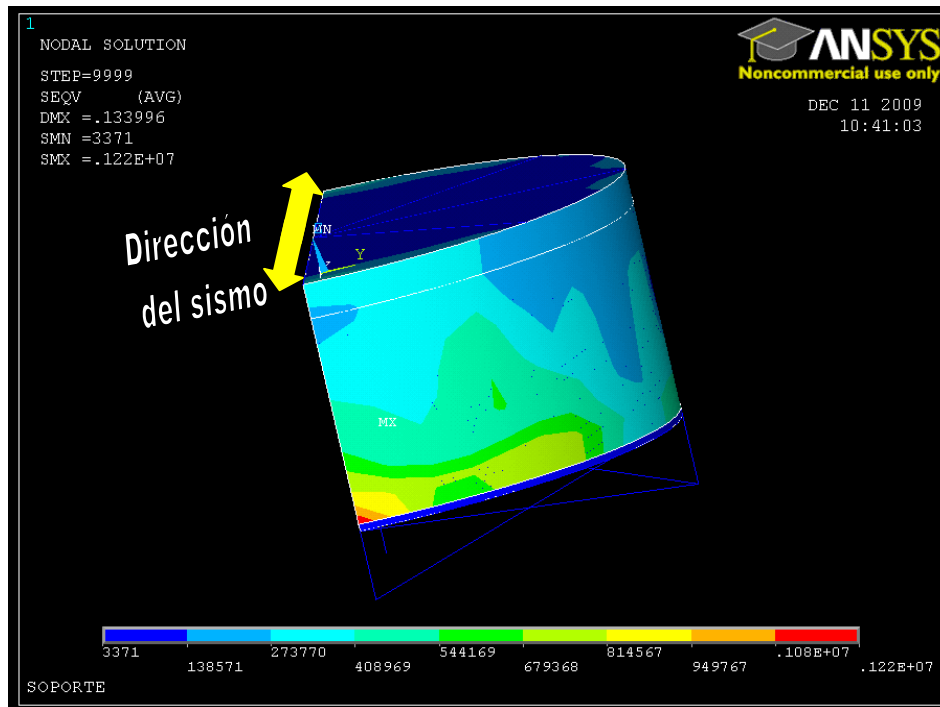 1
NODAL SOLUTION
STEP=9999
SEQV (AVG)
DMX =.133996
SMN =3371
SMX =.122E+07
ANSYS
Noncommercial use only
DEC 11 2009
10:41:03
Dirección
del sismo
MN
Y
MX
3371
138571
273770
408969
544169
679368
814567
949767
.108E+07
.122E+07
SOPORTE